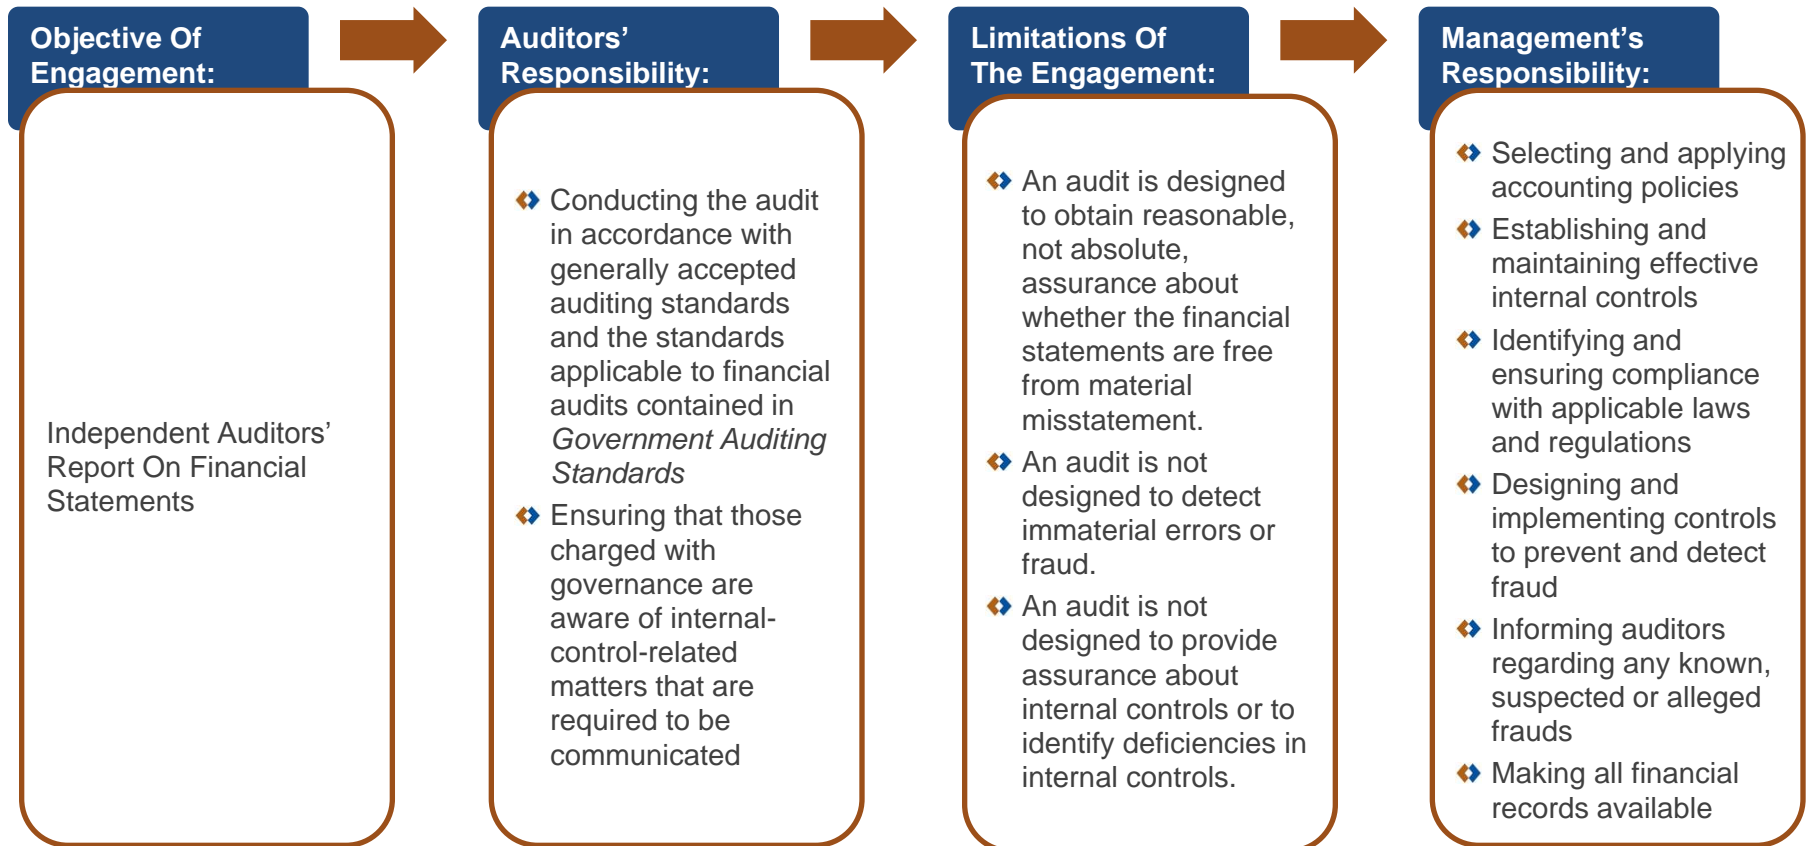 Objective Of
Engagement:
Independent Auditors’
Report On Financial
Statements
Auditors’
Responsibility:
Conducting the audit
in accordance with
generally accepted
auditing standards
and the standards
applicable to financial
audits contained in
Government Auditing
Standards
Ensuring that those
charged with
governance are
aware of internal-
control-related
matters that are
required to be
communicated
Limitations Of
The Engagement:
An audit is designed
to obtain reasonable,
not absolute,
assurance about
whether the financial
statements are free
from material
misstatement.
An audit is not
designed to detect
immaterial errors or
fraud.
An audit is not
designed to provide
assurance about
internal controls or to
identify deficiencies in
internal controls.
Management’s
Responsibility:
Selecting and applying
accounting policies
Establishing and
maintaining effective
internal controls
Identifying and
ensuring compliance
with applicable laws
and regulations
Designing and
implementing controls
to prevent and detect
fraud
Informing auditors
regarding any known,
suspected or alleged
frauds
Making all financial
records available